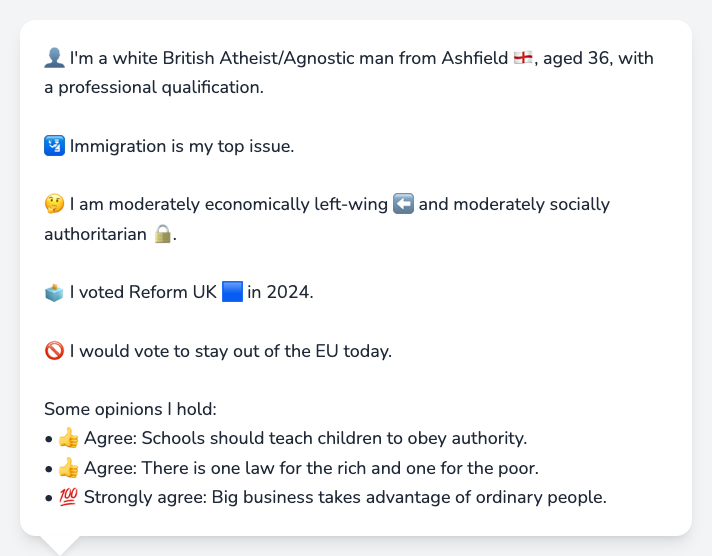 👤 I'm a white British Atheist/Agnostic man from Ashfield 🏴󠁧󠁢󠁥󠁮󠁧󠁿, aged 36, with
a professional qualification.
🛂 Immigration is my top issue.
🤔 I am moderately economically left-wing ⬅️ and moderately socially
authoritarian 🔒.
🗳️ I voted Reform UK 🟦 in 2024.
🚫 I would vote to stay out of the EU today.
Some opinions I hold:
• 👍 Agree: Schools should teach children to obey authority.
• 👍 Agree: There is one law for the rich and one for the poor.
• 💯 Strongly agree: Big business takes advantage of ordinary people.